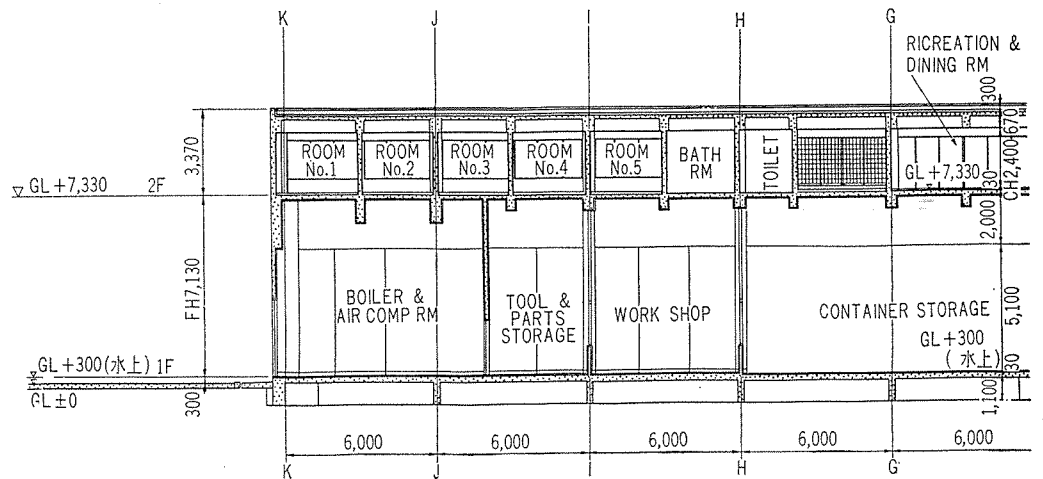 K
J
I
H
G
RICREATION &
DINING RM
300
670
CH2,400
30
2,000
5,100
30
1,100
3,370
ROOM
No.1
ROOM
No.2
ROOM
No.3
ROOM
No.4
ROOM
No.5
BATH
RM
TOILET
GL+7,330
GL+7,330 2F
FH7,130
BOILER &
AIR COMP RM
TOOL &
PARTS
STORAGE
WORK SHOP
CONTAINER STORAGE
GL+300
(水上)
GL+300(水上) 1F
GL±0
300
6,000
6,000
6,000
6,000
6,000
K
J
I
H
G